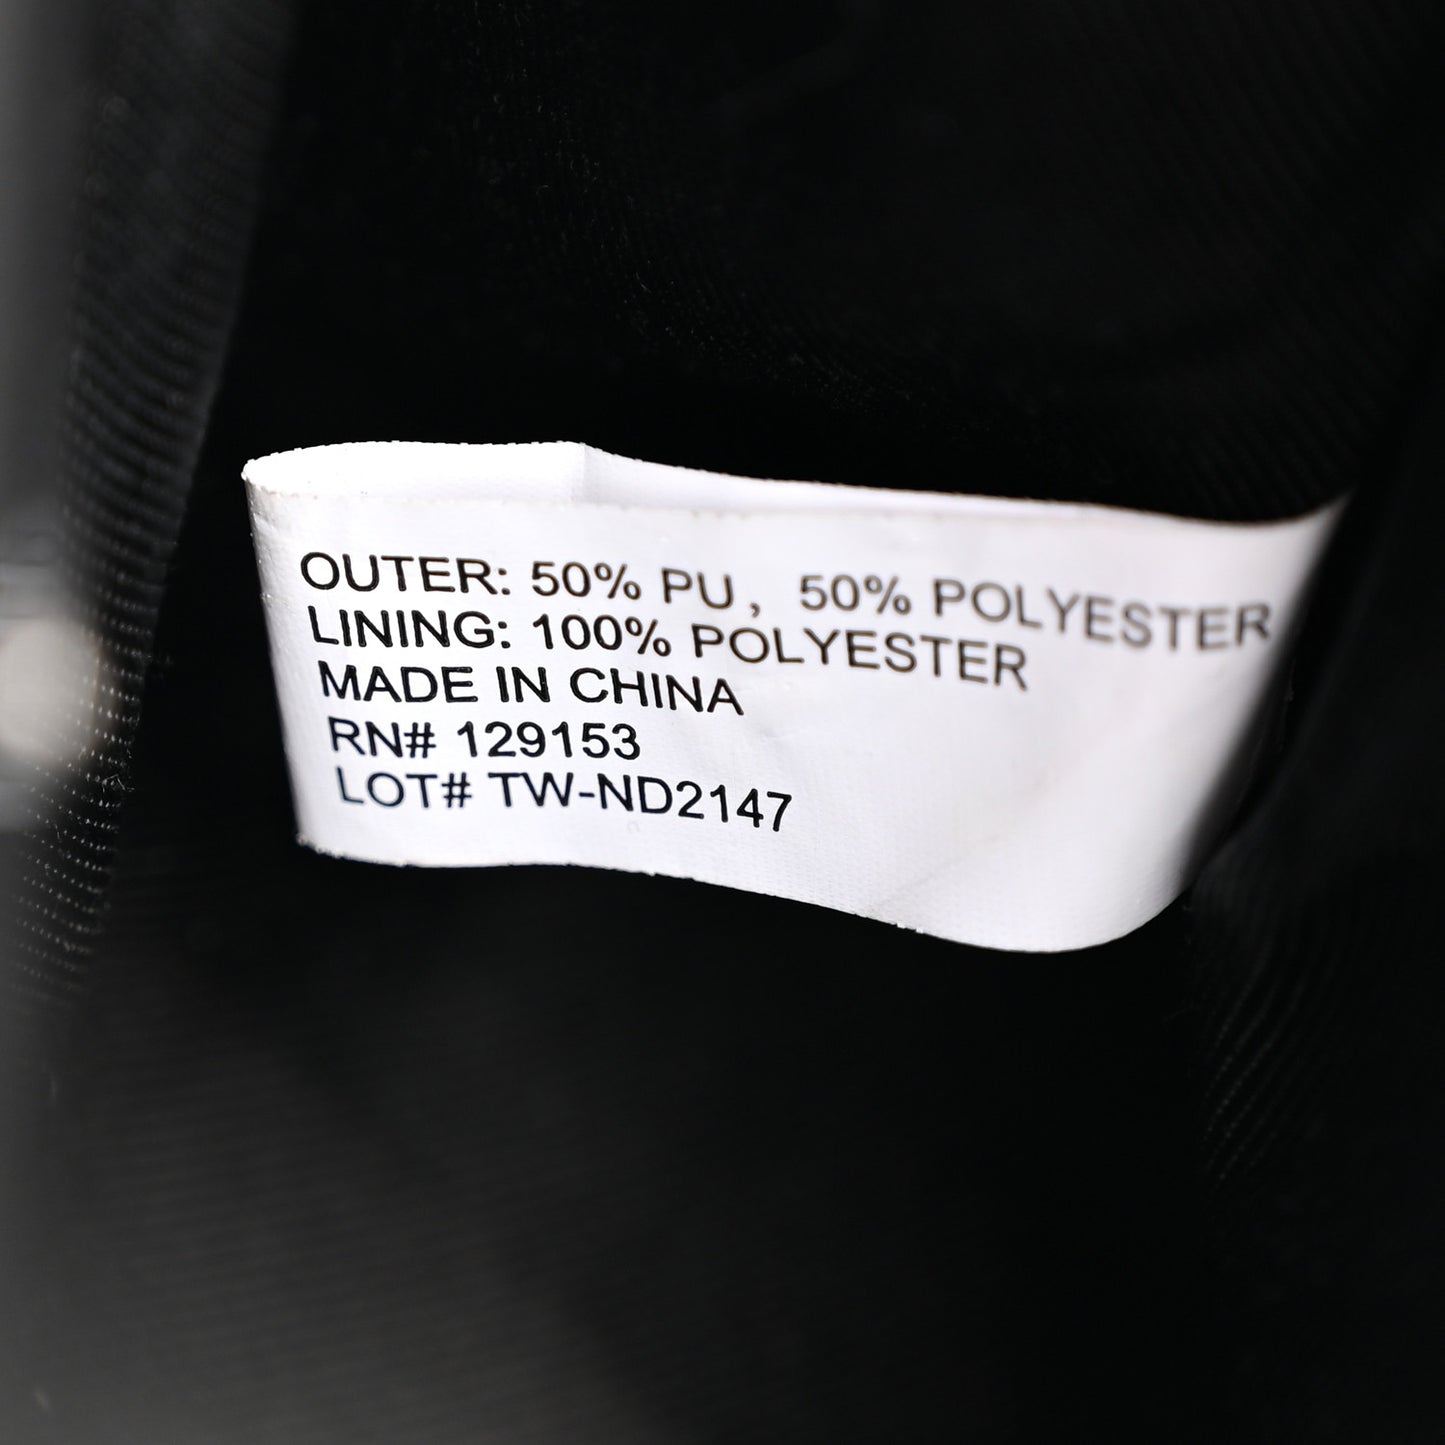 OUTER: 50% PU, 50% POLYESTER
LINING: 100% POLYESTER
MADE IN CHINA
RN# 129153
LOT# TW-ND2147